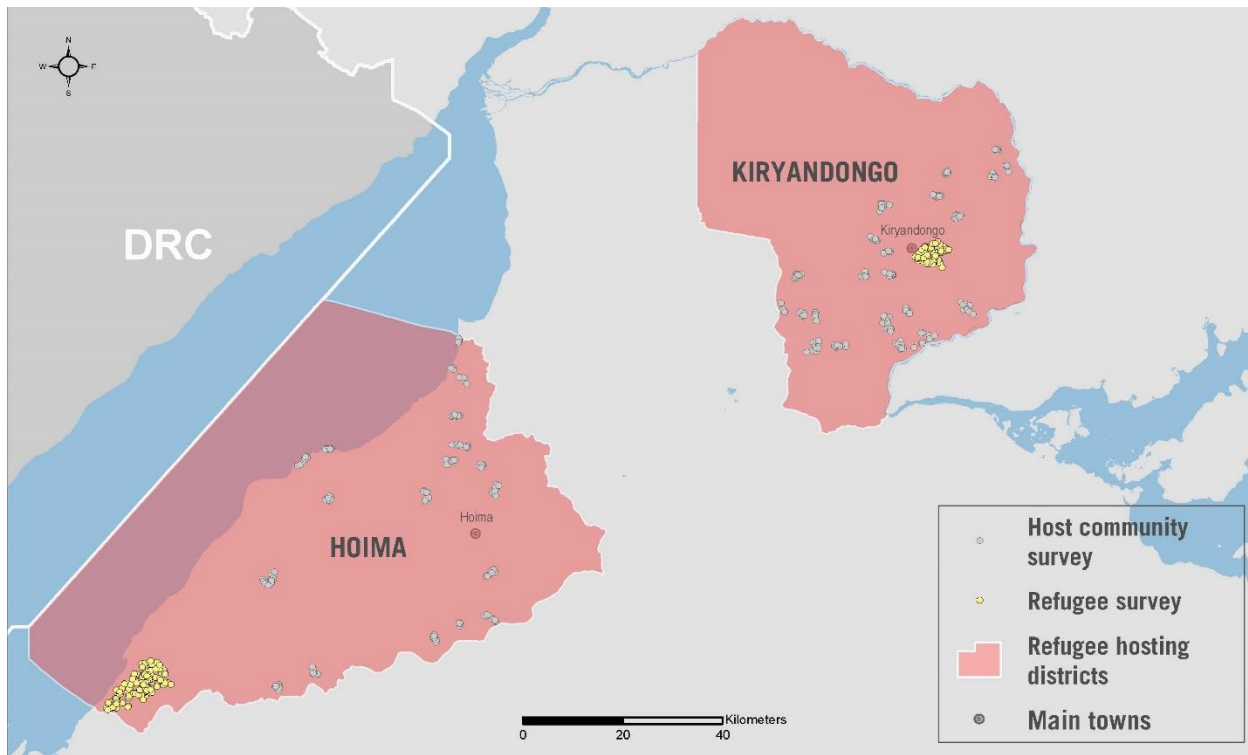 N
W E
S
DRC
KIRYANDONGO
Kiryandongo
Hoima
HOIMA
Host community
survey
Refugee survey
Refugee hosting
districts
Main towns
Kilometers
0 20 40